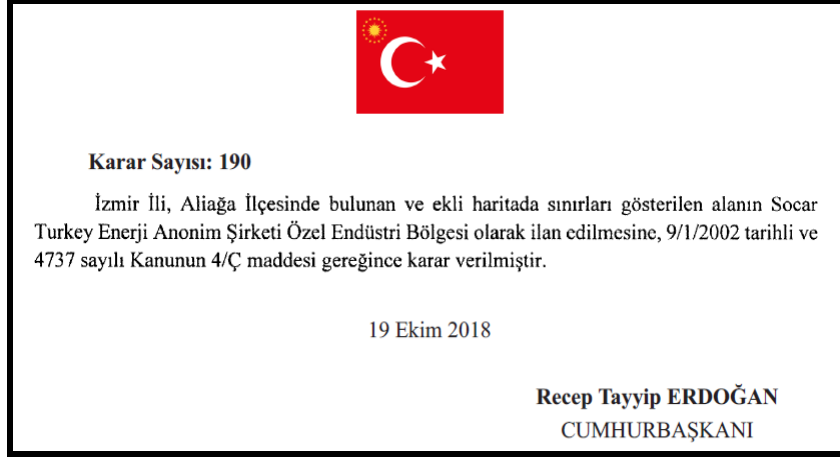 Karar Sayısı: 190
İzmir İli, Aliağa İlçesinde bulunan ve ekli haritada sınırları gösterilen alanın Socar
Turkey Enerji Anonim Şirketi Özel Endüstri Bölgesi olarak ilan edilmesine, 9/1/2002 tarihli ve
4737 sayılı Kanunun 4/Ç maddesi gereğince karar verilmiştir.
19 Ekim 2018
Recep Tayyip ERDOĞAN
CUMHURBAŞKANI